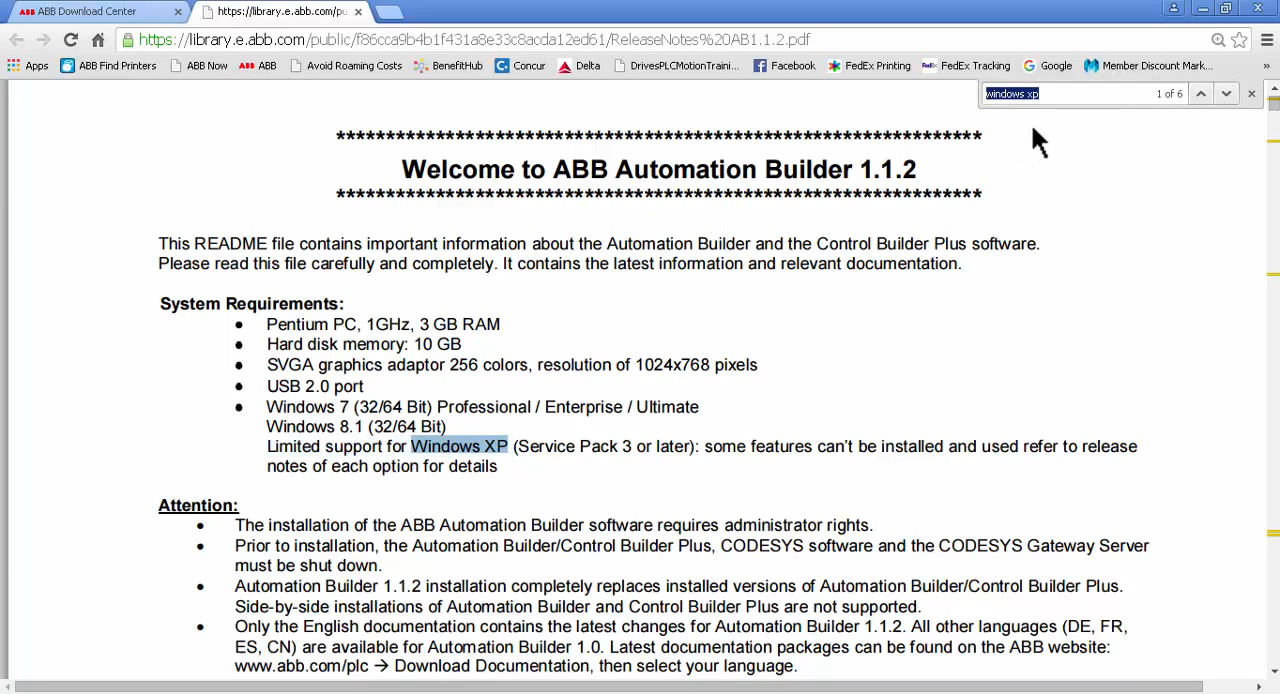 ABB ABB Download Center
https://library.e.abb.com/pu
https://library.e.abb.com/public/f86cca9b4b1f431a8e33c8acda12ed61/ReleaseNotes%20AB1.1.2.pdf
Apps ABB Find Printers ABB Now ABB ABB Avoid Roaming Costs BenefitHub Concur Delta DrivesPLCMotionTraini... Facebook FedEx Printing FedEx FedEx Tracking Google Member Discount Mark... »
windows xp 1 of 6
****************************************************************************
Welcome to ABB Automation Builder 1.1.2
****************************************************************************
This README file contains important information about the Automation Builder and the Control Builder Plus software.
Please read this file carefully and completely. It contains the latest information and relevant documentation.
System Requirements:
● Pentium PC, 1GHz, 3 GB RAM
● Hard disk memory: 10 GB
● SVGA graphics adaptor 256 colors, resolution of 1024x768 pixels
● USB 2.0 port
● Windows 7 (32/64 Bit) Professional / Enterprise / Ultimate
Windows 8.1 (32/64 Bit)
Limited support for Windows XP (Service Pack 3 or later): some features can't be installed and used refer to release
notes of each option for details
Attention:
• The installation of the ABB Automation Builder software requires administrator rights.
• Prior to installation, the Automation Builder/Control Builder Plus, CODESYS software and the CODESYS Gateway Server
must be shut down.
• Automation Builder 1.1.2 installation completely replaces installed versions of Automation Builder/Control Builder Plus.
Side-by-side installations of Automation Builder and Control Builder Plus are not supported.
• Only the English documentation contains the latest changes for Automation Builder 1.1.2. All other languages (DE, FR,
ES, CN) are available for Automation Builder 1.0. Latest documentation packages can be found on the ABB website:
www.abb.com/plc → Download Documentation, then select your language.